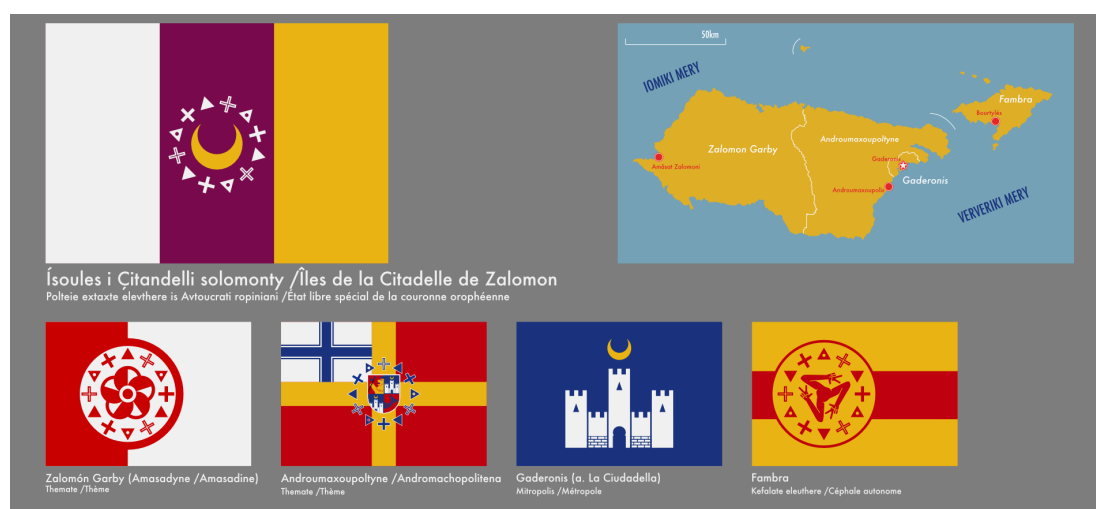 50km
IOMIKI MERY
Fambra
Bourtylés
Androumaxoupoltyne
Zalomon Garby
Gaderonis
Amdoot Zalomoni
Gaderonis
Androumaxoupolis
VERVERIKI MERY
Ísoules i Çitandelli solomonty /Îles de la Citadelle de Zalomon
Polteie extaxte elevthere is Avtoucrati ropiniani /État libre spécial de la couronne orophéenne
Zalomón Garby (Amasadyne /Amasadine)
Themate /Thème
Androumaxoupoltyne /Andromachopolitena
Themate /Thème
Gaderonis (a. La Ciudadella)
Mitropolis /Métropole
Fambra
Kefalate eleuthere /Céphale autonome